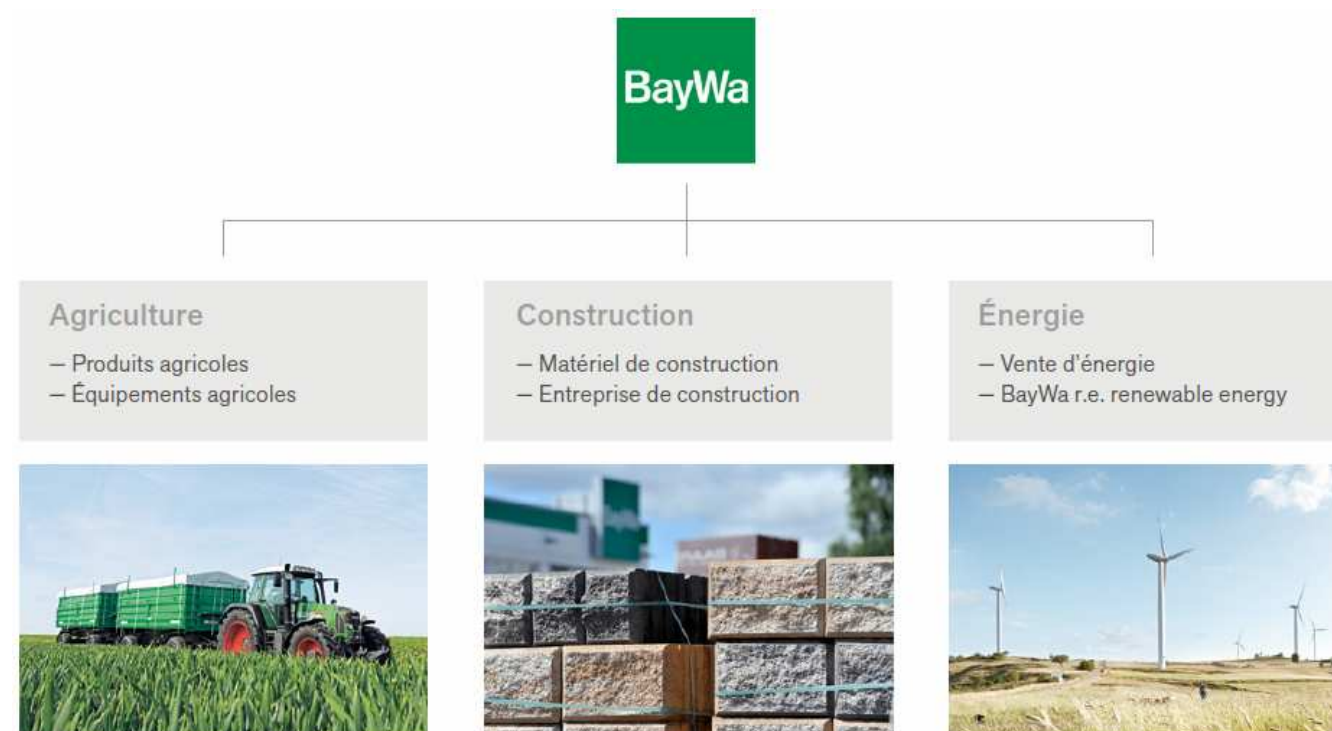 BayWa
Agriculture
— Produits agricoles
— Équipements agricoles
Construction
— Matériel de construction
— Entreprise de construction
Énergie
— Vente d'énergie
— BayWa r.e. renewable energy